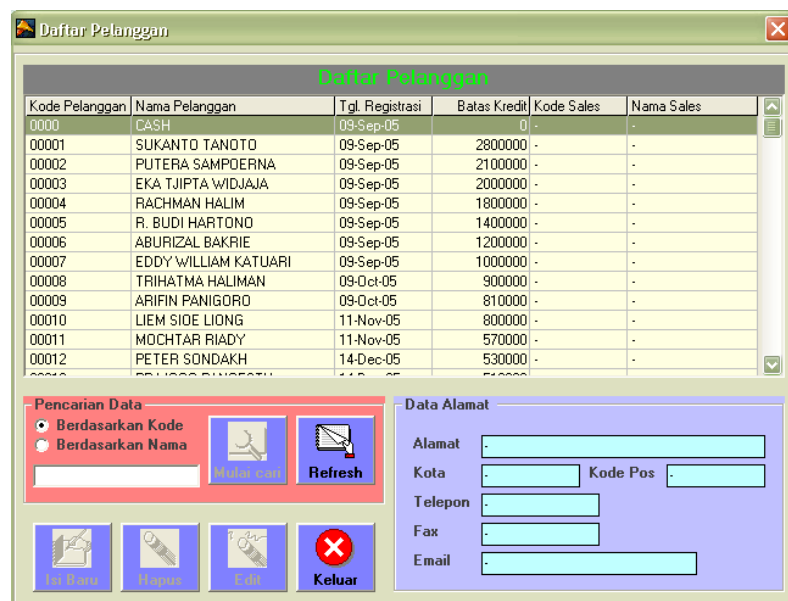 Daftar Pelanggan
Daftar Pelanggan
Kode Pelanggan Nama Pelanggan Tgl. Registrasi Batas Kredit Kode Sales Nama Sales
0000 CASH 09-Sep-05 0 - -
00001 SUKANTO TANOTO 09-Sep-05 2800000 - -
00002 PUTERA SAMPOERNA 09-Sep-05 2100000 - -
00003 EKA TJIPTA WIDJAJA 09-Sep-05 2000000 - -
00004 RACHMAN HALIM 09-Sep-05 1800000 - -
00005 R. BUDI HARTONO 09-Sep-05 1400000 - -
00006 ABURIZAL BAKRIE 09-Sep-05 1200000 - -
00007 EDDY WILLIAM KATUARI 09-Sep-05 1000000 - -
00008 TRIHATMA HALIMAN 09-Oct-05 900000 - -
00009 ARIFIN PANIGORO 09-Oct-05 810000 - -
00010 LIEM SIOE LIONG 11-Nov-05 800000 - -
00011 MOCHTAR RIADY 11-Nov-05 570000 - -
00012 PETER SONDAKH 14-Dec-05 530000 - -
Pencarian Data
Berdasarkan Kode
Berdasarkan Nama
Mulai cari Refresh
Isi Baru Hapus Edit Keluar
Data Alamat
Alamat -
Kota - Kode Pos -
Telepon -
Fax -
Email -